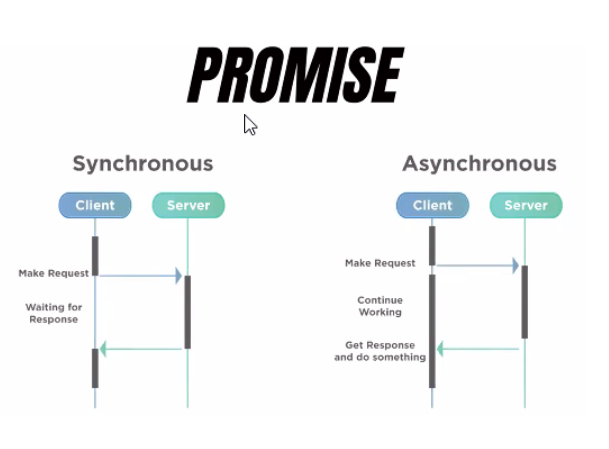 PROMISE
Synchronous
Client
Server
Make Request
Waiting for
Response
Asynchronous
Client
Server
Make Request
Continue
Working
Get Response
and do something